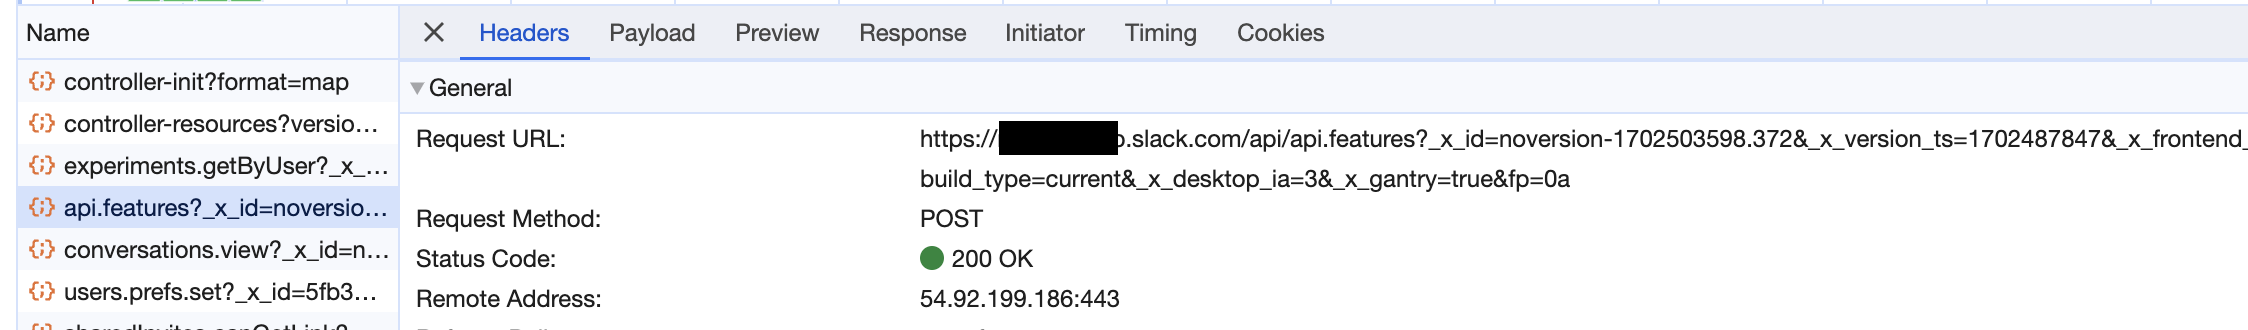 Name
Headers Payload Preview Response Initiator Timing Cookies
controller-init?format=map
controller-resources?versio...
experiments.getByUser?_x_...
api.features?_x_id=noversio...
conversations.view?_x_id=n...
users.prefs.set?_x_id=5fb3...
General
Request URL: https://
.slack.com/api/api.features?_x_id=noversion-1702503598.372&_x_version_ts=1702487847&_x_frontend_
build_type=current&_x_desktop_ia=3&_x_gantry=true&fp=0a
Request Method: POST
Status Code: 200 OK
Remote Address: 54.92.199.186:443